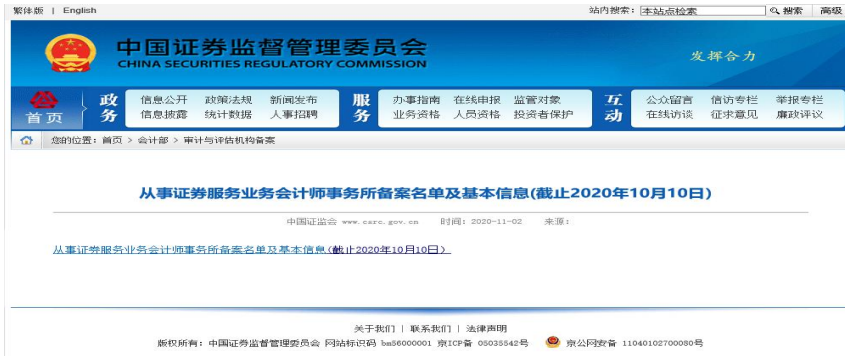 繁体版 | English 站内搜索: 本站点检索 搜索 高级
中国证券监督管理委员会
CHINA SECURITIES REGULATORY COMMISSION
发挥合力
首页
政务
信息公开 政策法规 新闻发布
信息披露 统计数据 人事招聘
服务
办事指南 在线申报 监管对象
业务资格 人员资格 投资者保护
互动
公众留言 信访专栏 举报专栏
在线访谈 征求意见 廉政评议
您的位置: 首页 > 会计部 > 审计与评估机构备案
从事证券服务业务会计师事务所备案名单及基本信息(截止2020年10月10日)
中国证监会 www.csrc.gov.cn 时间: 2020-11-02 来源:
从事证券服务业务会计师事务所备案名单及基本信息(截止2020年10月10日)
关于我们 | 联系我们 | 法律声明
版权所有: 中国证券监督管理委员会 网站标识码 bm56000001 京ICP备 05035542号 京公网安备 11040102700080号